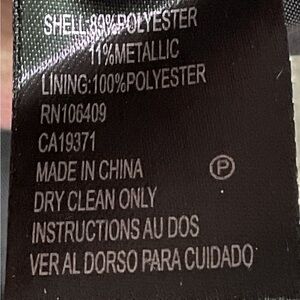 SHELL:89%POLYESTER
11%METALLIC
LINING:100%POLYESTER
RN106409
CA19371
MADE IN CHINA
P
DRY CLEAN ONLY
INSTRUCTIONS AU DOS
VER AL DORSO PARA CUIDADO